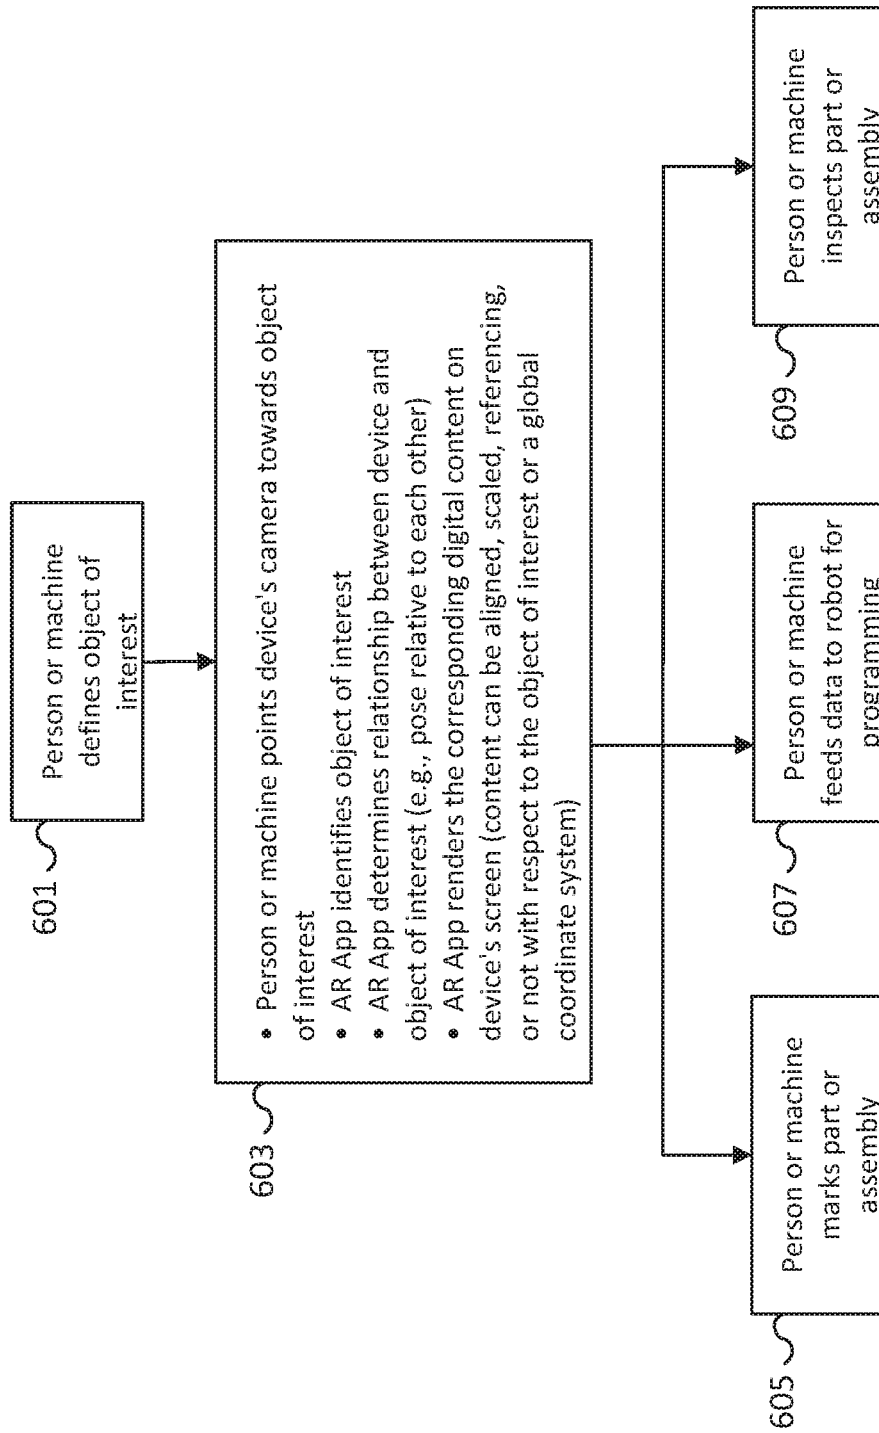 601
Person or machine
defines object of
interest
603
• Person or machine points device's camera towards object
of interest
• AR App identifies object of interest
• AR App determines relationship between device and
object of interest (e.g., pose relative to each other)
• AR App renders the corresponding digital content on
device's screen (content can be aligned, scaled, referencing,
or not with respect to the object of interest or a global
coordinate system)
605
Person or machine
marks part or
assembly
607
Person or machine
feeds data to robot for
programming
609
Person or machine
inspects part or
assembly